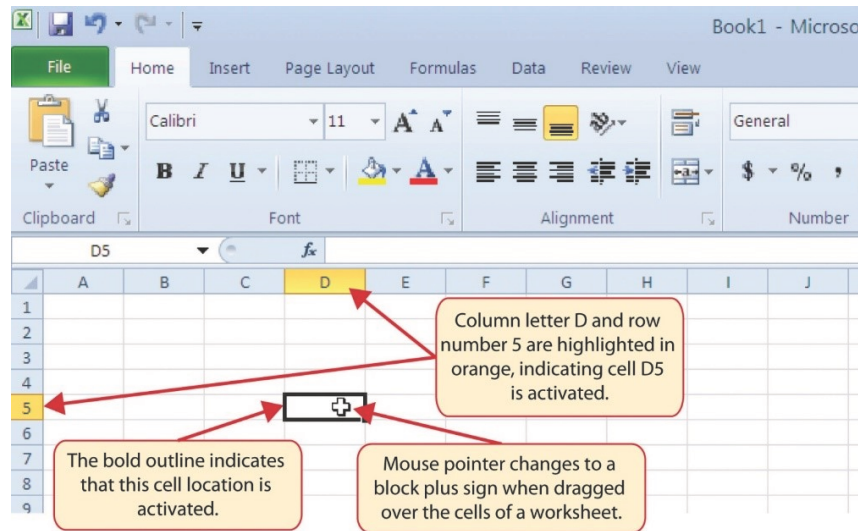 Book1 - Microso
File Home Insert Page Layout Formulas Data Review View
Calibri 11 A A General
Paste B I U A a $ % ,
Clipboard Font Alignment Number
D5 fx
A B C D E F G H I J
1
2
3
4
5
6
7
8
9
Column letter D and row
number 5 are highlighted in
orange, indicating cell D5
is activated.
The bold outline indicates
that this cell location is
activated.
Mouse pointer changes to a
block plus sign when dragged
over the cells of a worksheet.